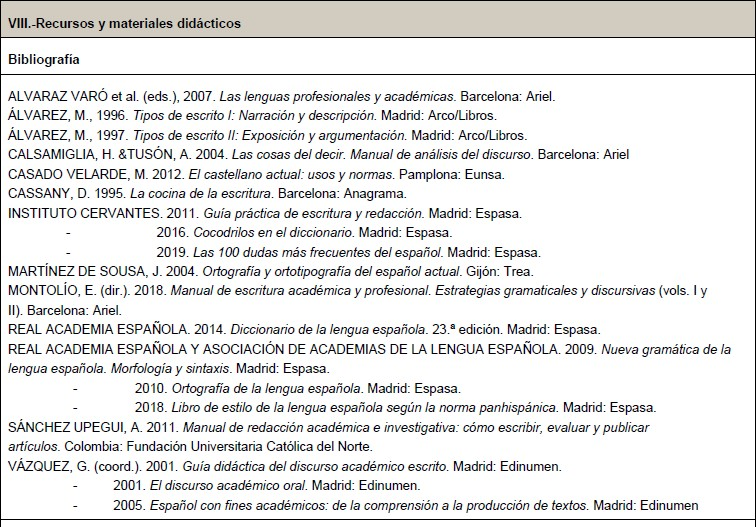 VIII.-Recursos y materiales didácticos
Bibliografía
ALVARAZ VARÓ et al. (eds.), 2007. Las lenguas profesionales y académicas. Barcelona: Ariel.
ÁLVAREZ, M., 1996. Tipos de escrito I: Narración y descripción. Madrid: Arco/Libros.
ÁLVAREZ, M., 1997. Tipos de escrito II: Exposición y argumentación. Madrid: Arco/Libros.
CALSAMIGLIA, H. &TUSÓN, A. 2004. Las cosas del decir. Manual de análisis del discurso. Barcelona: Ariel
CASADO VELARDE, M. 2012. El castellano actual: usos y normas. Pamplona: Eunsa.
CASSANY, D. 1995. La cocina de la escritura. Barcelona: Anagrama.
INSTITUTO CERVANTES. 2011. Guía práctica de escritura y redacción. Madrid: Espasa.
- 2016. Cocodrilos en el diccionario. Madrid: Espasa.
- 2019. Las 100 dudas más frecuentes del español. Madrid: Espasa.
MARTÍNEZ DE SOUSA, J. 2004. Ortografía y ortotipografía del español actual. Gijón: Trea.
MONTOLÍO, E. (dir.). 2018. Manual de escritura académica y profesional. Estrategias gramaticales y discursivas (vols. I y
II). Barcelona: Ariel.
REAL ACADEMIA ESPAÑOLA. 2014. Diccionario de la lengua española. 23.ª edición. Madrid: Espasa.
REAL ACADEMIA ESPAÑOLA Y ASOCIACIÓN DE ACADEMIAS DE LA LENGUA ESPAÑOLA. 2009. Nueva gramática de la
lengua española. Morfología y sintaxis. Madrid: Espasa.
- 2010. Ortografía de la lengua española. Madrid: Espasa.
- 2018. Libro de estilo de la lengua española según la norma panhispánica. Madrid: Espasa.
SÁNCHEZ UPEGUI, A. 2011. Manual de redacción académica e investigativa: cómo escribir, evaluar y publicar
artículos. Colombia: Fundación Universitaria Católica del Norte.
VÁZQUEZ, G. (coord.). 2001. Guía didáctica del discurso académico escrito. Madrid: Edinumen.
- 2001. El discurso académico oral. Madrid: Edinumen.
- 2005. Español con fines académicos: de la comprensión a la producción de textos. Madrid: Edinumen